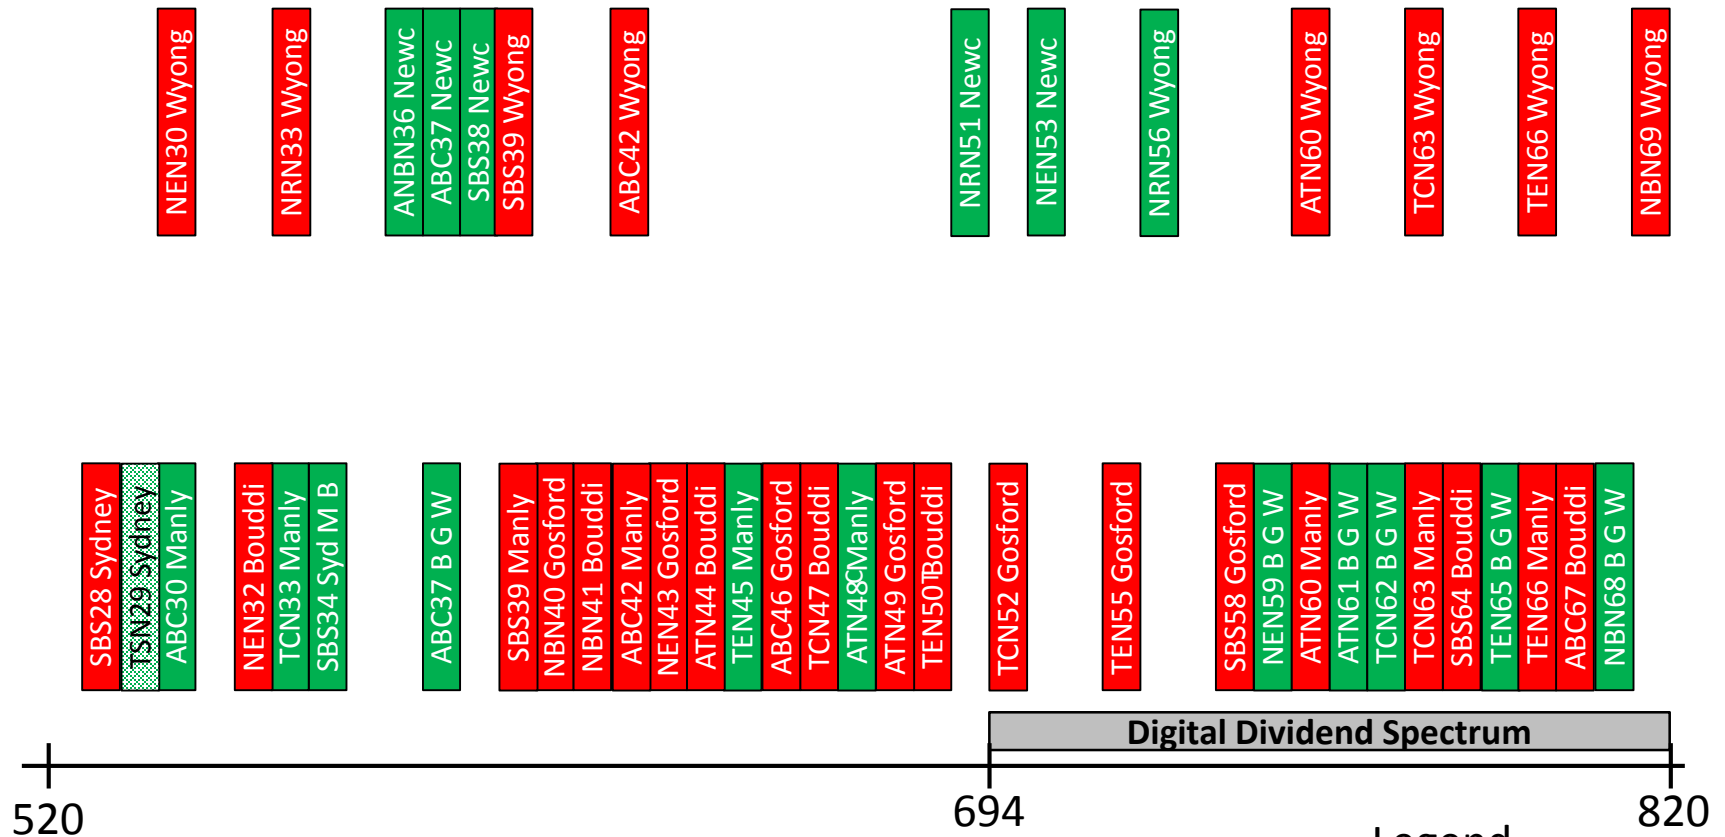 NEN30 Wyong
NRN33 Wyong
ANBN36 Newc
ABC37 Newc
SBS38 Newc
SBS39 Wyong
ABC42 Wyong
NRN51 Newc
NEN53 Newc
NRN56 Wyong
ATN60 Wyong
TCN63 Wyong
TEN66 Wyong
NBN69 Wyong
SBS28 Sydney
TSN29 Sydney
ABC30 Manly
NEN32 Bouddi
TCN33 Manly
SBS34 Syd M B
ABC37 B G W
SBS39 Manly
NBN40 Gosford
NBN41 Bouddi
ABC42 Manly
NEN43 Gosford
ATN44 Bouddi
TEN45 Manly
ABC46 Gosford
TCN47 Bouddi
ATN48 Manly
ATN49 Gosford
TEN50 Bouddi
TCN52 Gosford
TEN55 Gosford
SBS58 Gosford
NEN59 B G W
ATN60 Manly
ATN61 B G W
TCN62 B G W
TCN63 Manly
SBS64 Bouddi
TEN65 B G W
TEN66 Manly
ABC67 Bouddi
NBN68 B G W
Digital Dividend Spectrum
520
694
820
Legend